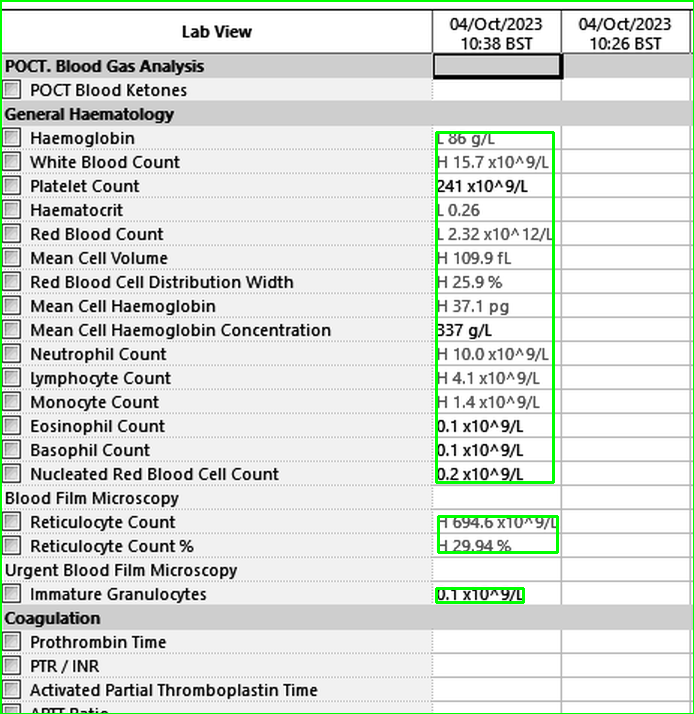 Lab View 04/Oct/2023 10:38 BST 04/Oct/2023 10:26 BST
POCT. Blood Gas Analysis
POCT Blood Ketones
General Haematology
Haemoglobin L 86 g/L
White Blood Count H 15.7 x10^9/L
Platelet Count 241 x10^9/L
Haematocrit L 0.26
Red Blood Count L 2.32 x10^12/L
Mean Cell Volume H 109.9 fL
Red Blood Cell Distribution Width H 25.9 %
Mean Cell Haemoglobin H 37.1 pg
Mean Cell Haemoglobin Concentration 337 g/L
Neutrophil Count H 10.0 x10^9/L
Lymphocyte Count H 4.1 x10^9/L
Monocyte Count H 1.4 x10^9/L
Eosinophil Count 0.1 x10^9/L
Basophil Count 0.1 x10^9/L
Nucleated Red Blood Cell Count 0.2 x10^9/L
Blood Film Microscopy
Reticulocyte Count H 694.6 x10^9/L
Reticulocyte Count % H 29.94 %
Urgent Blood Film Microscopy
Immature Granulocytes 0.1 x10^9/L
Coagulation
Prothrombin Time
PTR / INR
Activated Partial Thromboplastin Time
APTT Ratio